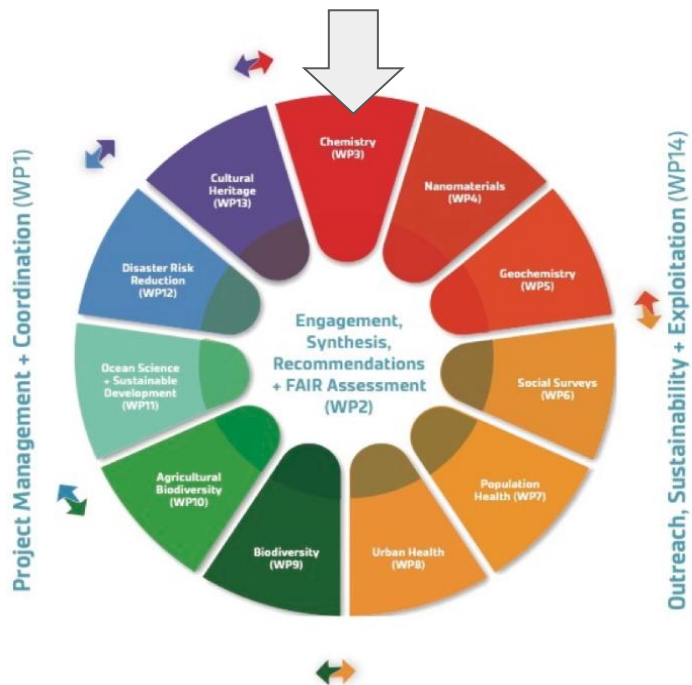 Project Management + Coordination (WP1)
Chemistry
(WP3)
Nanomaterials
(WP4)
Geochemistry
(WP5)
Social Surveys
(WP6)
Population
Health (WP7)
Urban Health
(WP8)
Biodiversity
(WP9)
Agricultural
Biodiversity
(WP10)
Ocean Science
+ Sustainable
Development
(WP11)
Disaster Risk
Reduction
(WP12)
Cultural
Heritage
(WP13)
Engagement,
Synthesis,
Recommendations
+ FAIR Assessment
(WP2)
Outreach, Sustainability + Exploitation (WP14)